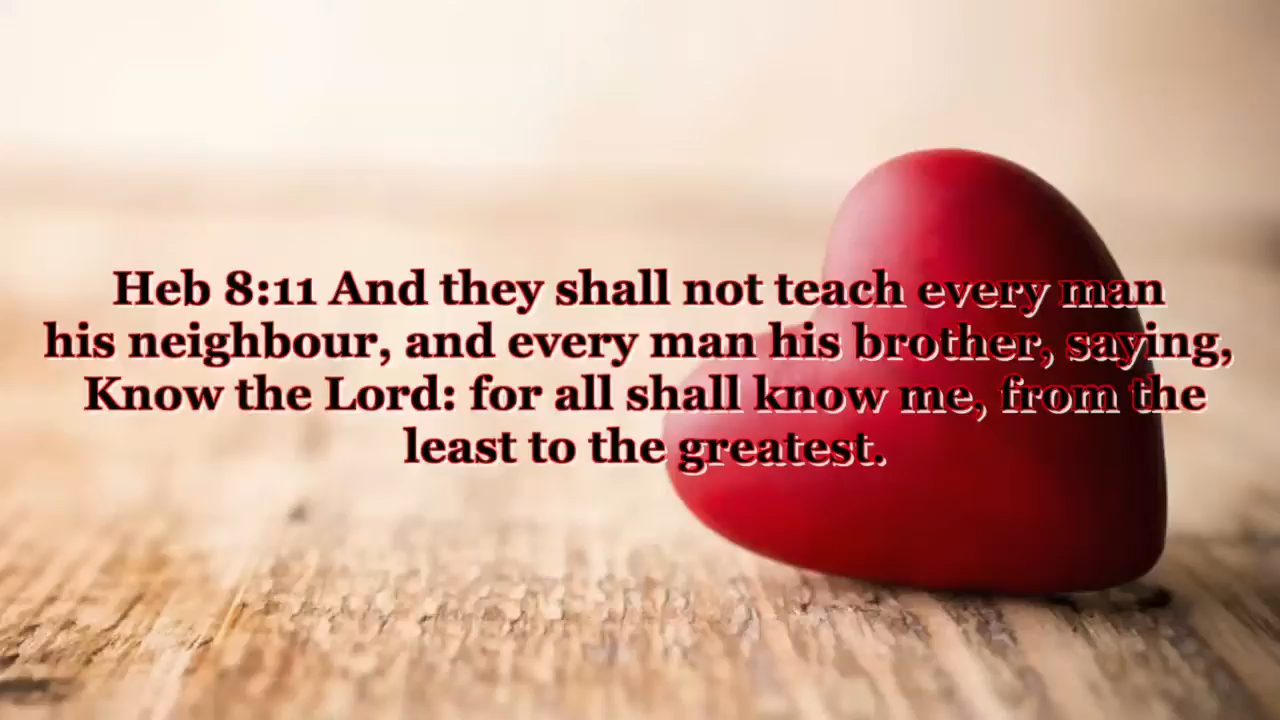 Heb 8:11 And they shall not teach every man
his neighbour, and every man his brother, saying,
Know the Lord: for all shall know me, from the
least to the greatest.